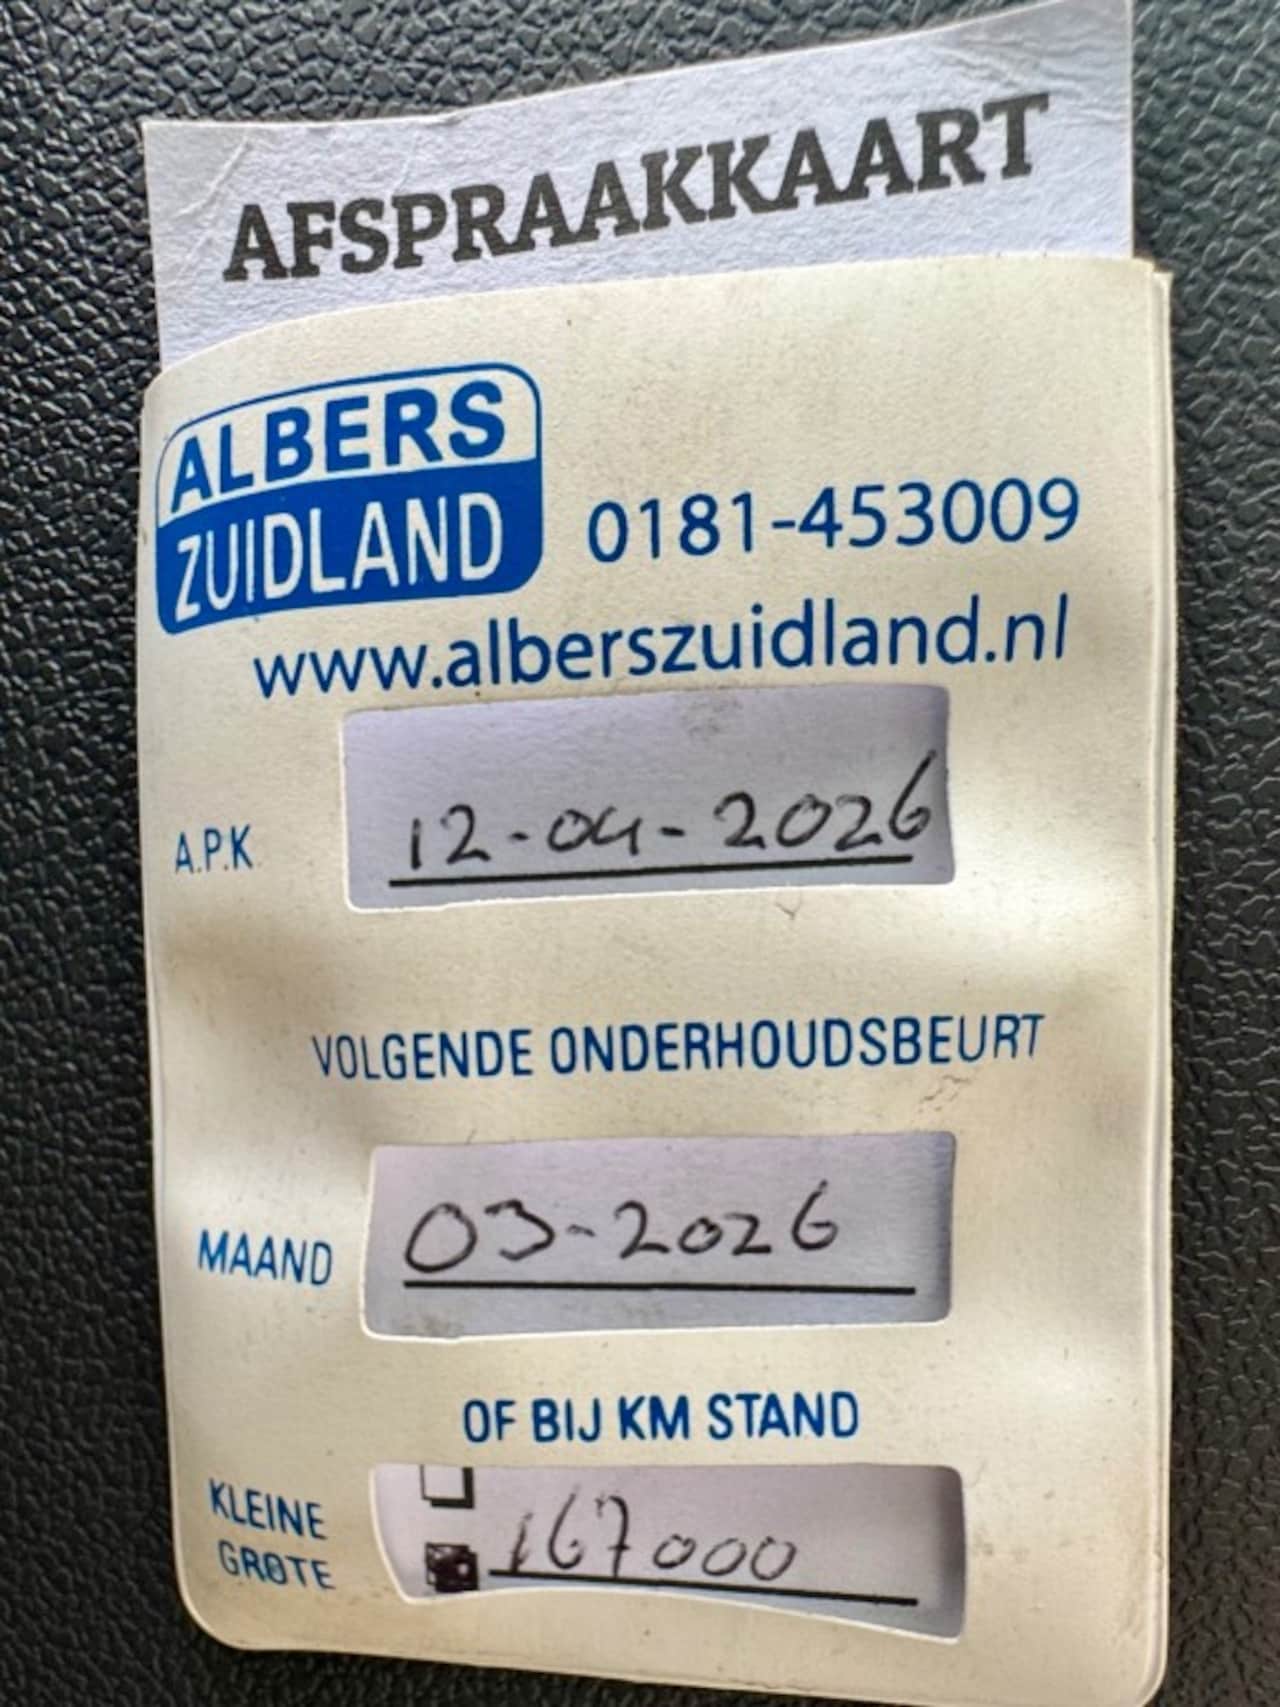 AFSPRAAKKAART
ALBERS
ZUIDLAND
0181-453009
www.alberszuidland.nl
A.P.K 12-04-2026
VOLGENDE ONDERHOUDSBEURT
MAAND 03-2026
OF BIJ KM STAND
KLEINE
GROTE 167000